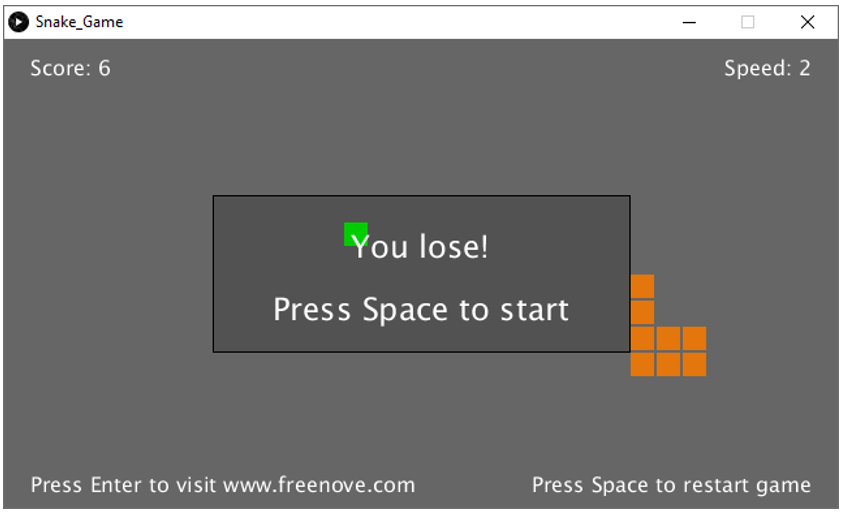 Snake_Game
Score: 6
Speed: 2
You lose!
Press Space to start
Press Enter to visit www.freenove.com
Press Space to restart game